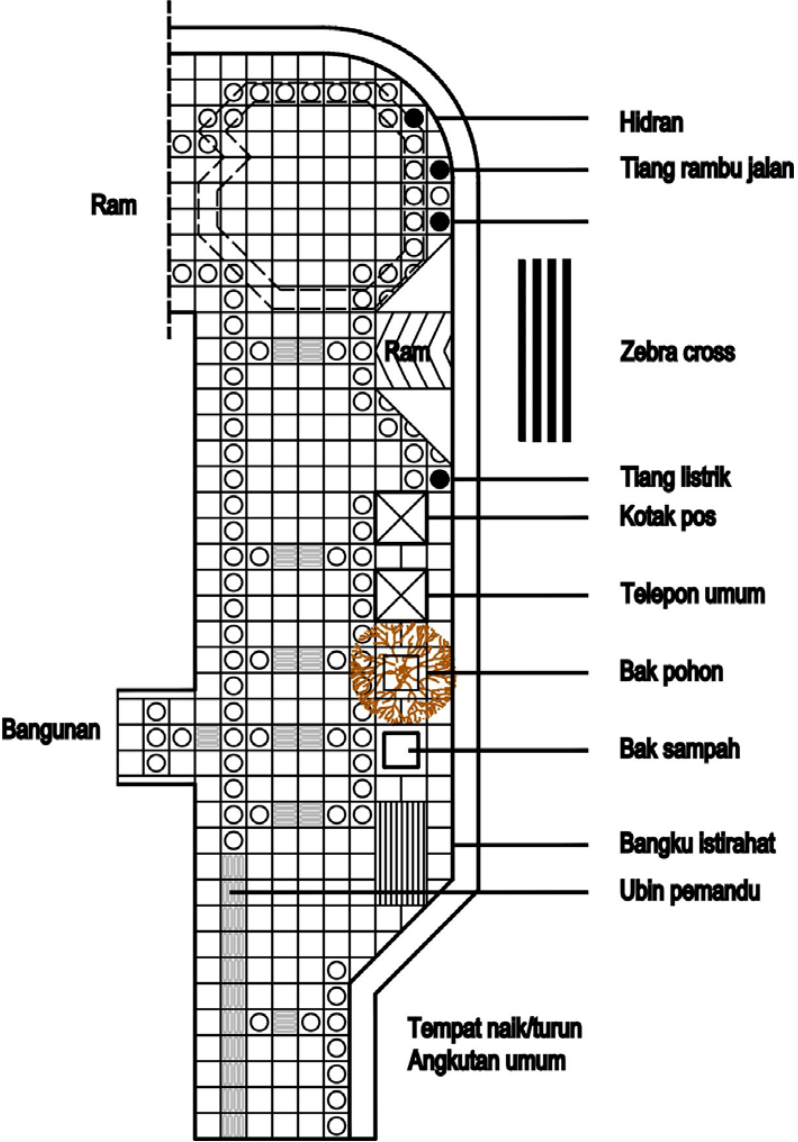 Hidran
Tiang rambu jalan
Ram
Ram
Zebra cross
Tiang listrik
Kotak pos
Telepon umum
Bak pohon
Bangunan
Bak sampah
Bangku istirahat
Ubin pemandu
Tempat naik/turun
Angkutan umum